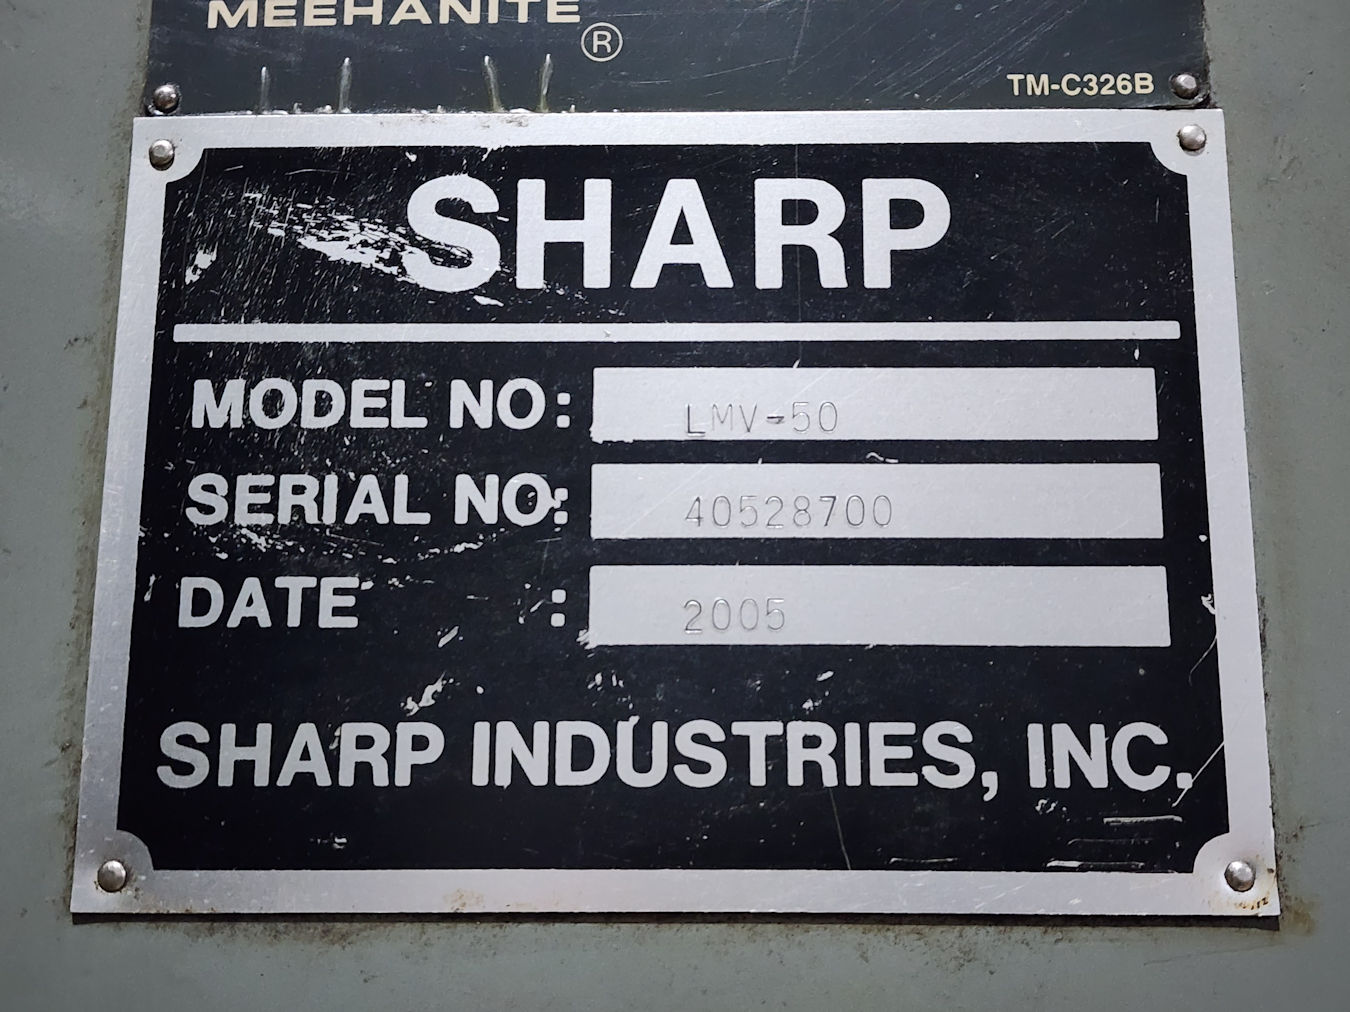 MEEHANITE
®
TM-C326B
SHARP
MODEL NO: LMV-50
SERIAL NO: 40528700
DATE : 2005
SHARP INDUSTRIES, INC.